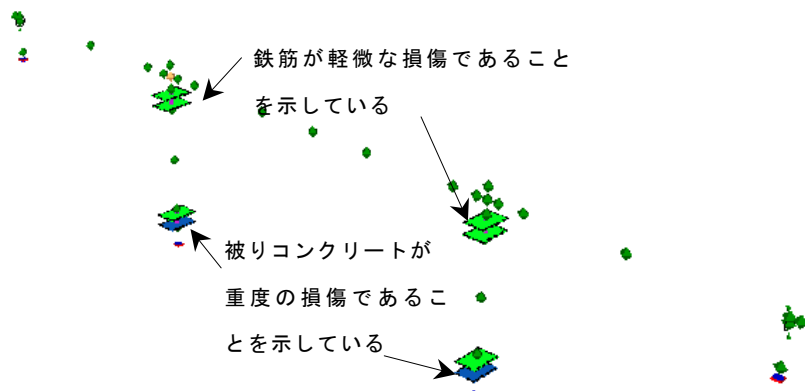 鉄筋が軽微な損傷であること
を示している
被りコンクリートが
重度の損傷であるこ
とを示している